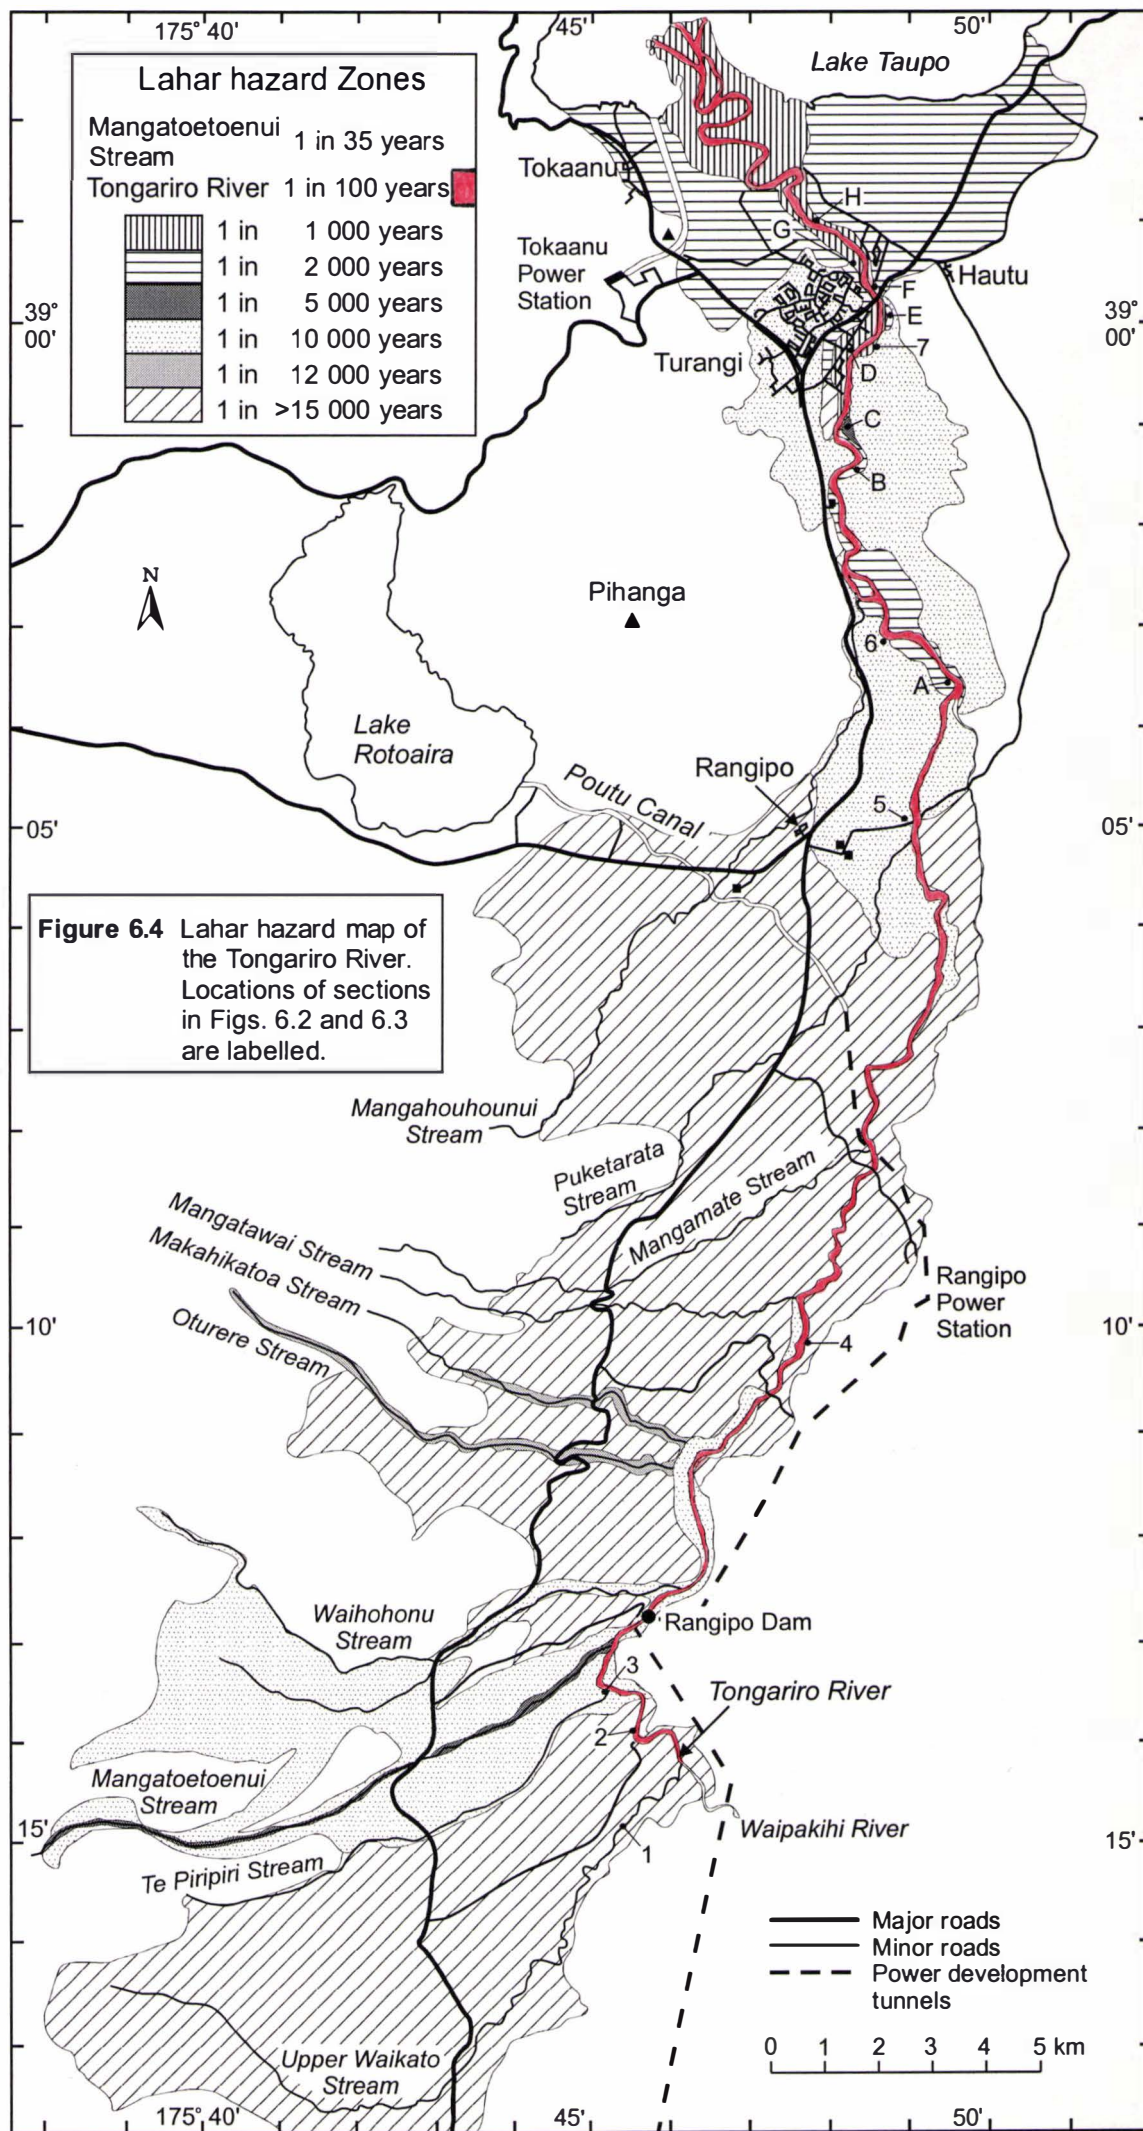 175° 40'
45'
50'
Lake Taupo
Lahar hazard Zones
Mangatoetoenui
Stream
1 in 35 years
Tongariro River 1 in 100 years
1 in 1 000 years
1 in 2 000 years
1 in 5 000 years
1 in 10 000 years
1 in 12 000 years
1 in >15 000 years
Tokaanu
H
G
Tokaanu
Power
Station
Hautu
F
E
39°
00'
39°
00'
7
Turangi
D
C
B
N
Pihanga
6
A
Lake
Rotoaira
Rangipo
Poutu Canal
5
05'
05'
Figure 6.4 Lahar hazard map of
the Tongariro River.
Locations of sections
in Figs. 6.2 and 6.3
are labelled.
Mangahouhounui
Stream
Puketarata
Stream
Mangamate Stream
Mangatawai Stream
Makahikatoa Stream
Oturere Stream
Rangipo
Power
Station
10'
10'
4
Waihohonu
Stream
Rangipo Dam
3
Tongariro River
2
Mangatoetoenui
Stream
15'
Waipakihi River
15'
1
Te Piripiri Stream
Major roads
Minor roads
Power development
tunnels
0 1 2 3 4 5 km
Upper Waikato
Stream
175° 40'
45'
50'